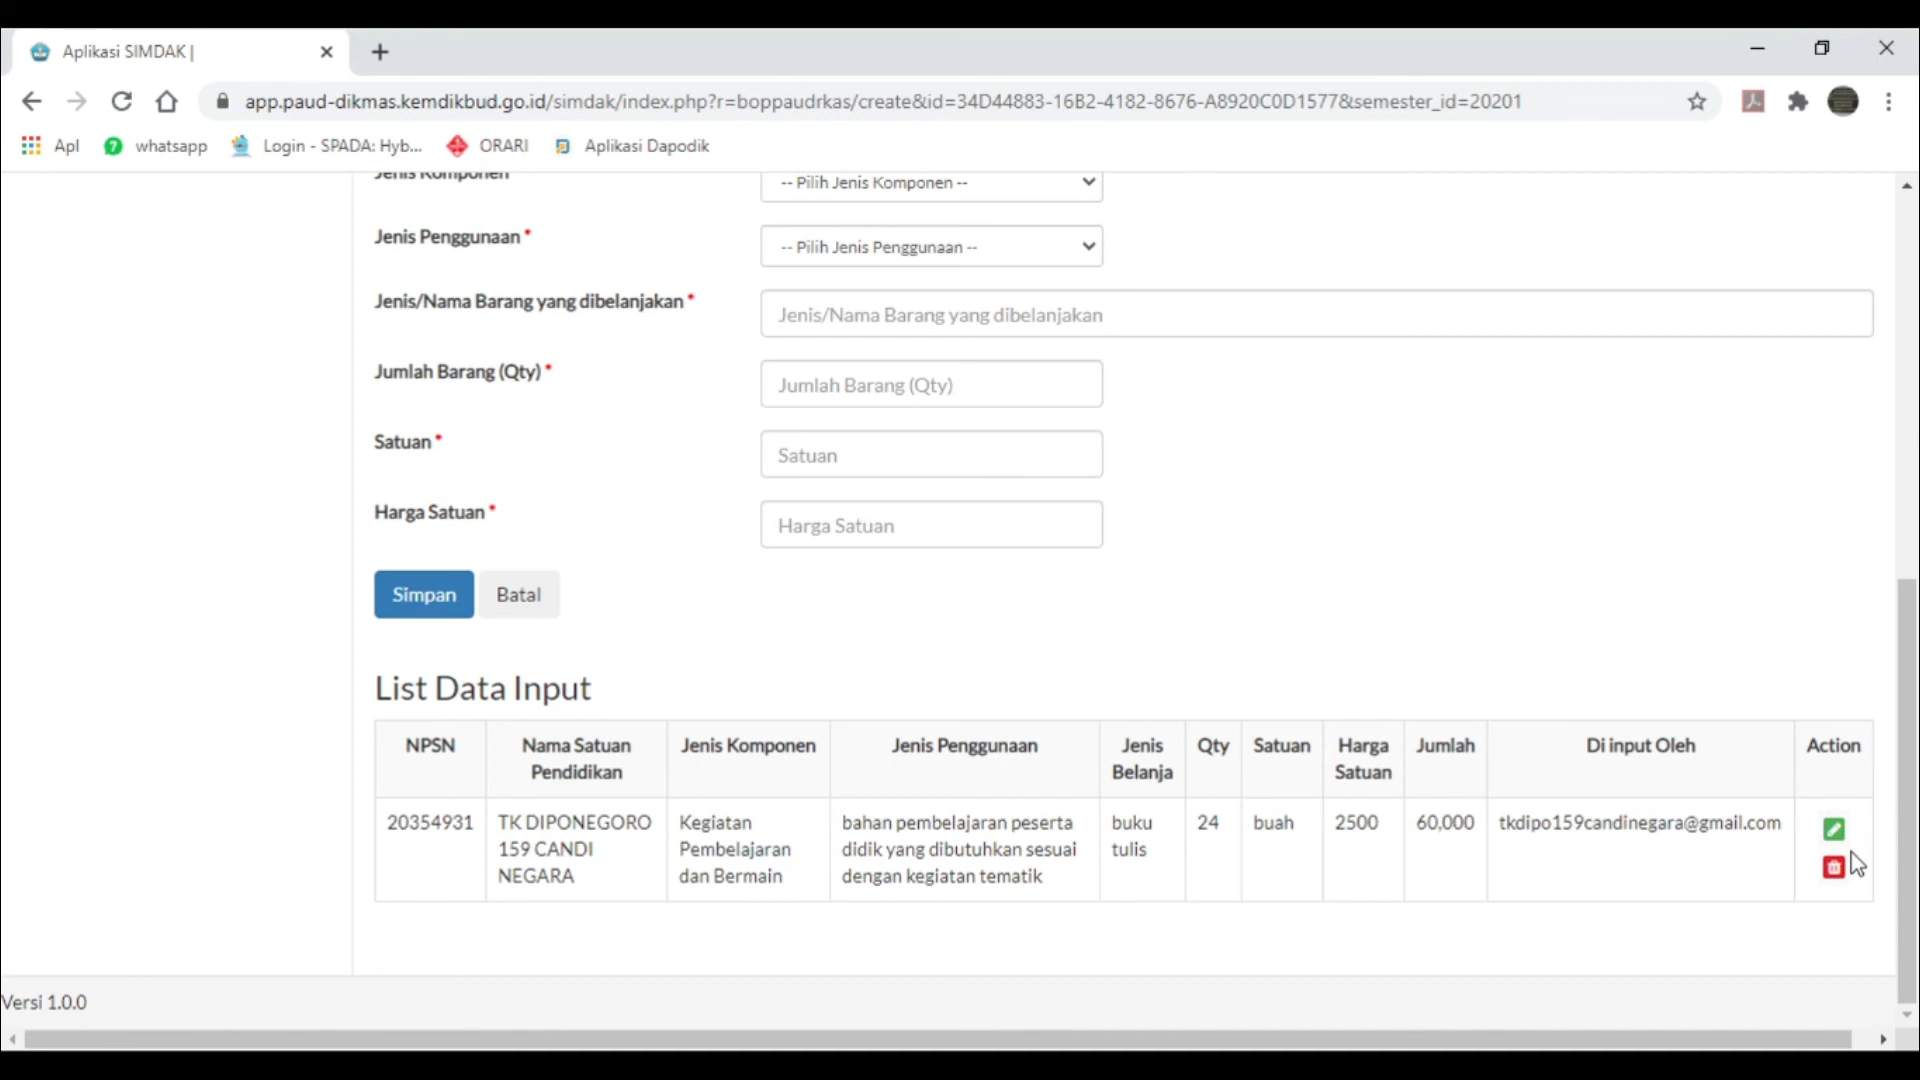 Aplikasi SIMDAK |
app.paud-dikmas.kemdikbud.go.id/simdak/index.php?r=boppaudrkas/create&id=34D44883-16B2-4182-8676-A8920C0D1577&semester_id=20201
Apl whatsapp Login - SPADA: Hyb... ORARI Aplikasi Dapodik
Jenis Komponen -- Pilih Jenis Komponen --
Jenis Penggunaan * -- Pilih Jenis Penggunaan --
Jenis/Nama Barang yang dibelanjakan * Jenis/Nama Barang yang dibelanjakan
Jumlah Barang (Qty) * Jumlah Barang (Qty)
Satuan * Satuan
Harga Satuan * Harga Satuan
Simpan Batal
List Data Input
NPSN Nama Satuan Jenis Komponen Jenis Penggunaan Jenis Qty Satuan Harga Jumlah Di input Oleh Action
Pendidikan Belanja Satuan
20354931 TK DIPONEGORO Kegiatan bahan pembelajaran peserta buku 24 buah 2500 60,000 tkdipo159candinegara@gmail.com
159 CANDI Pembelajaran didik yang dibutuhkan sesuai tulis
NEGARA dan Bermain dengan kegiatan tematik
Versi 1.0.0